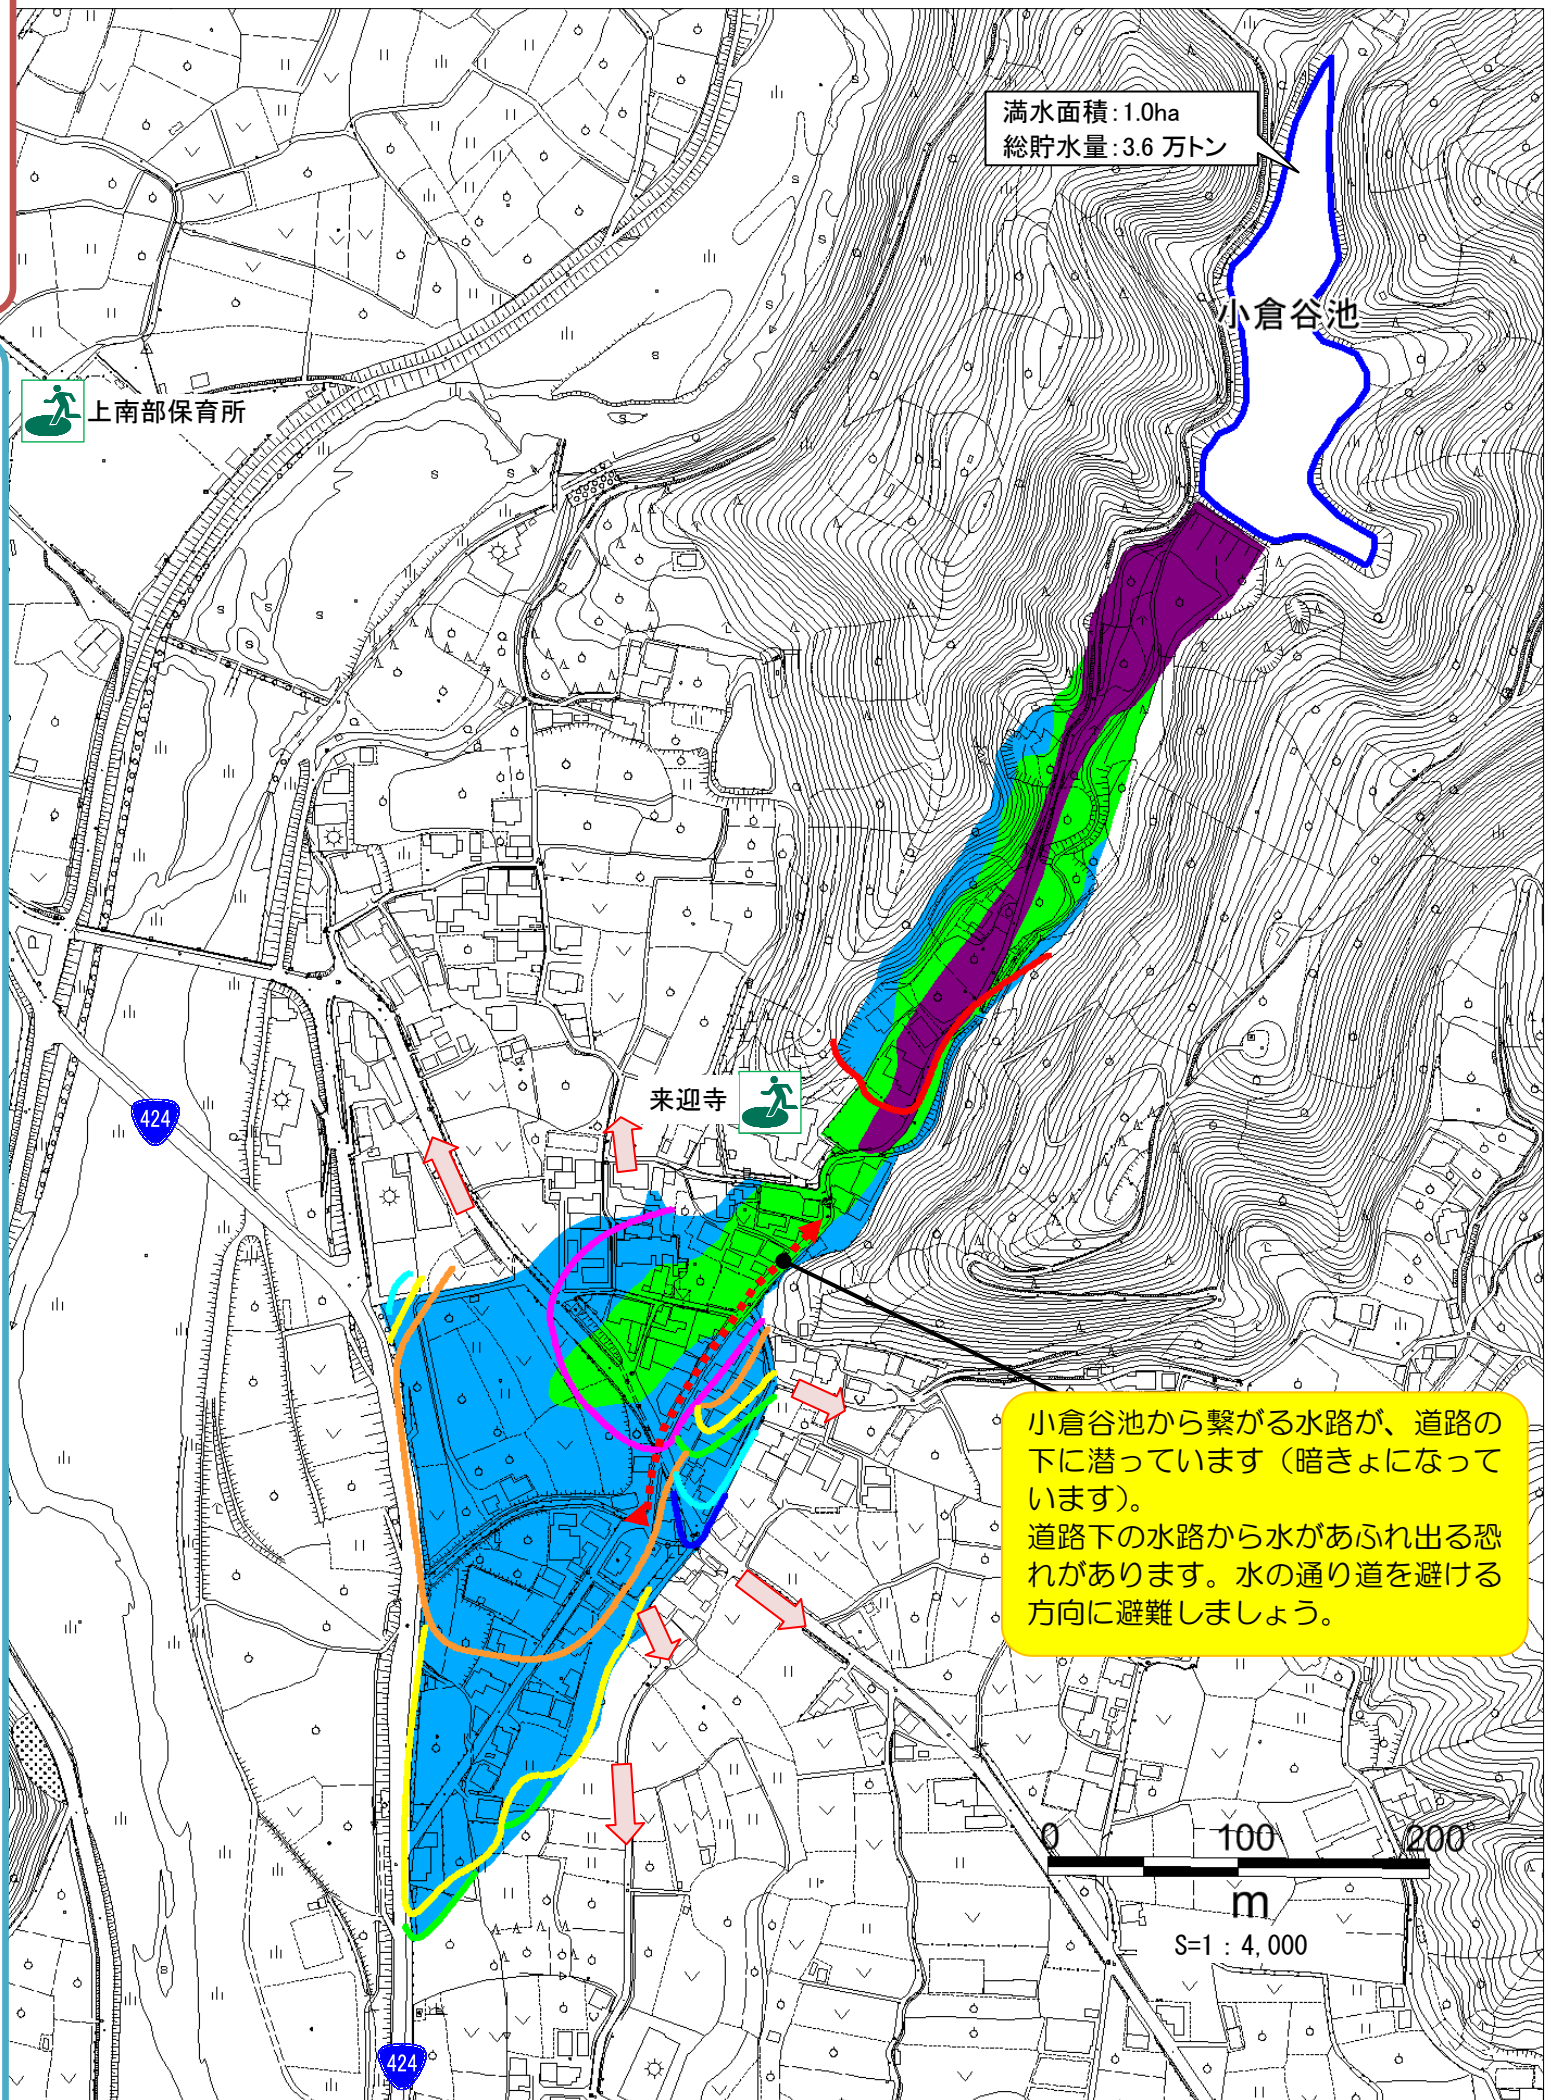 満水面積：1.0ha
総貯水量：3.6 万トン
小倉谷池
上南部保育所
来迎寺
424
小倉谷池から繋がる水路が、道路の
下に潜っています（暗きょになって
います）。
道路下の水路から水があふれ出る恐
れがあります。水の通り道を避ける
方向に避難しましょう。
0 100 200
m
S=1：4,000
424